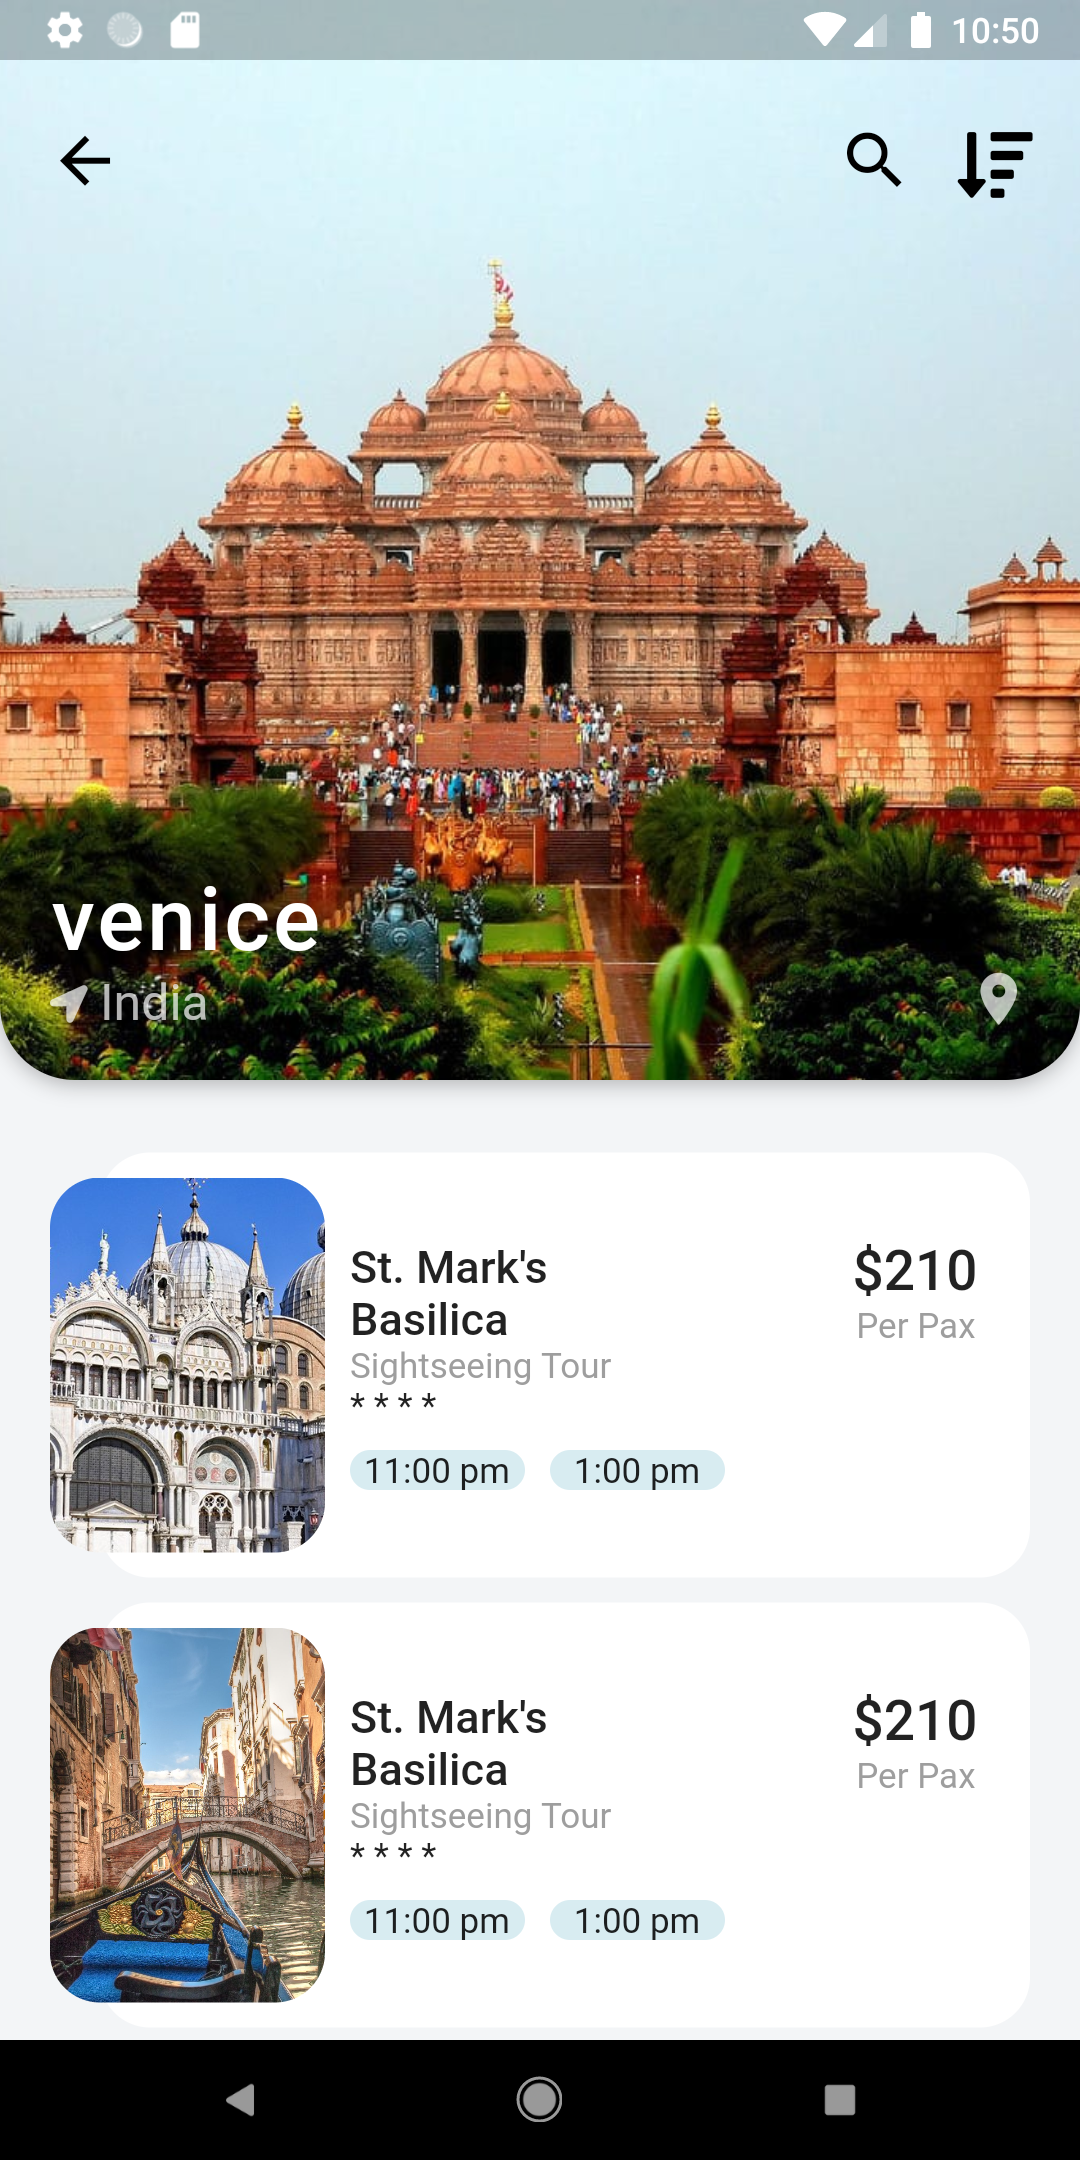 10:50
venice
India
St. Mark's
Basilica
Sightseeing Tour
* * * *
11:00 pm 1:00 pm
$210
Per Pax
St. Mark's
Basilica
Sightseeing Tour
* * * *
11:00 pm 1:00 pm
$210
Per Pax